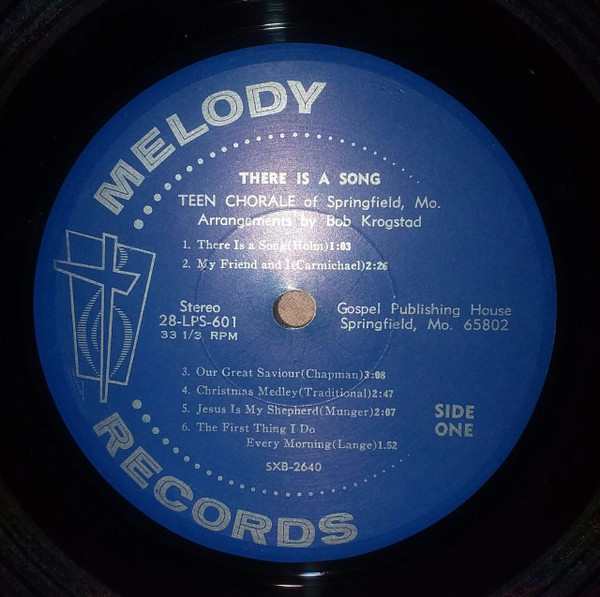 MELODY
THERE IS A SONG
TEEN CHORALE of Springfield, Mo.
Arrangements by Bob Krogstad
1. There Is a Song(Holm)1:03
2. My Friend and I(Carmichael)2:26
Stereo
28-LPS-601
33 1/3 RPM
Gospel Publishing House
Springfield, Mo. 65802
3. Our Great Saviour(Chapman)3:08
4. Christmas Medley(Traditional)2:47
5. Jesus Is My Shepherd(Munger)2:07
6. The First Thing I Do
Every Morning(Lange)1.52
SIDE
ONE
SXB-2640
RECORDS